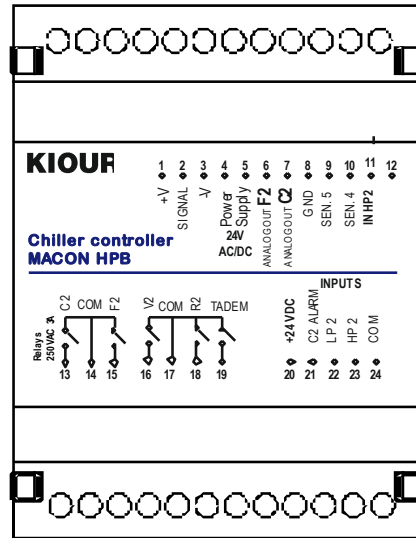 KIOUR
1 2 3 4 5 6 7 8 9 10 11 12
+V
SIGNAL
-V
Power
Supply
24V
AC/DC
ANALOGOUT F2
ANALOGOUT C2
GND
SEN. 5
SEN. 4
IN HP2
Chiller controller
MACON HPB
INPUTS
Relays
250VAC 3A
C2 COM F2
V2 COM R2 TADEM
+24 VDC
C2 ALARM
LP 2
HP 2
COM
13 14 15 16 17 18 19 20 21 22 23 24